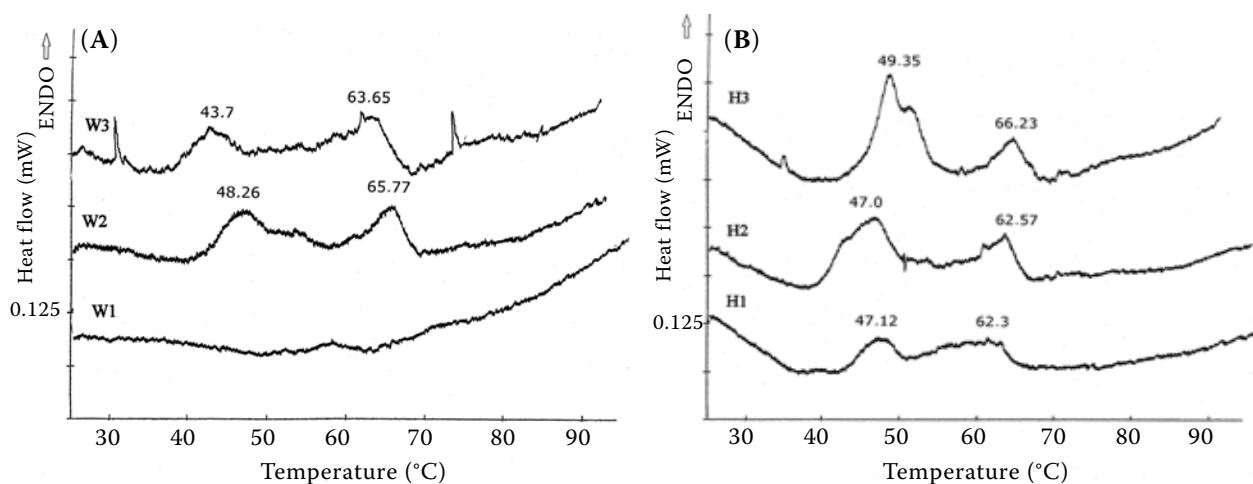 (A)
ENDO
Heat flow (mW)
0.125
W3
43.7
63.65
W2
48.26
65.77
W1
30 40 50 60 70 80 90
Temperature (°C)
(B)
ENDO
Heat flow (mW)
0.125
H3
49.35
66.23
H2
47.0
62.57
H1
47.12
62.3
30 40 50 60 70 80 90
Temperature (°C)